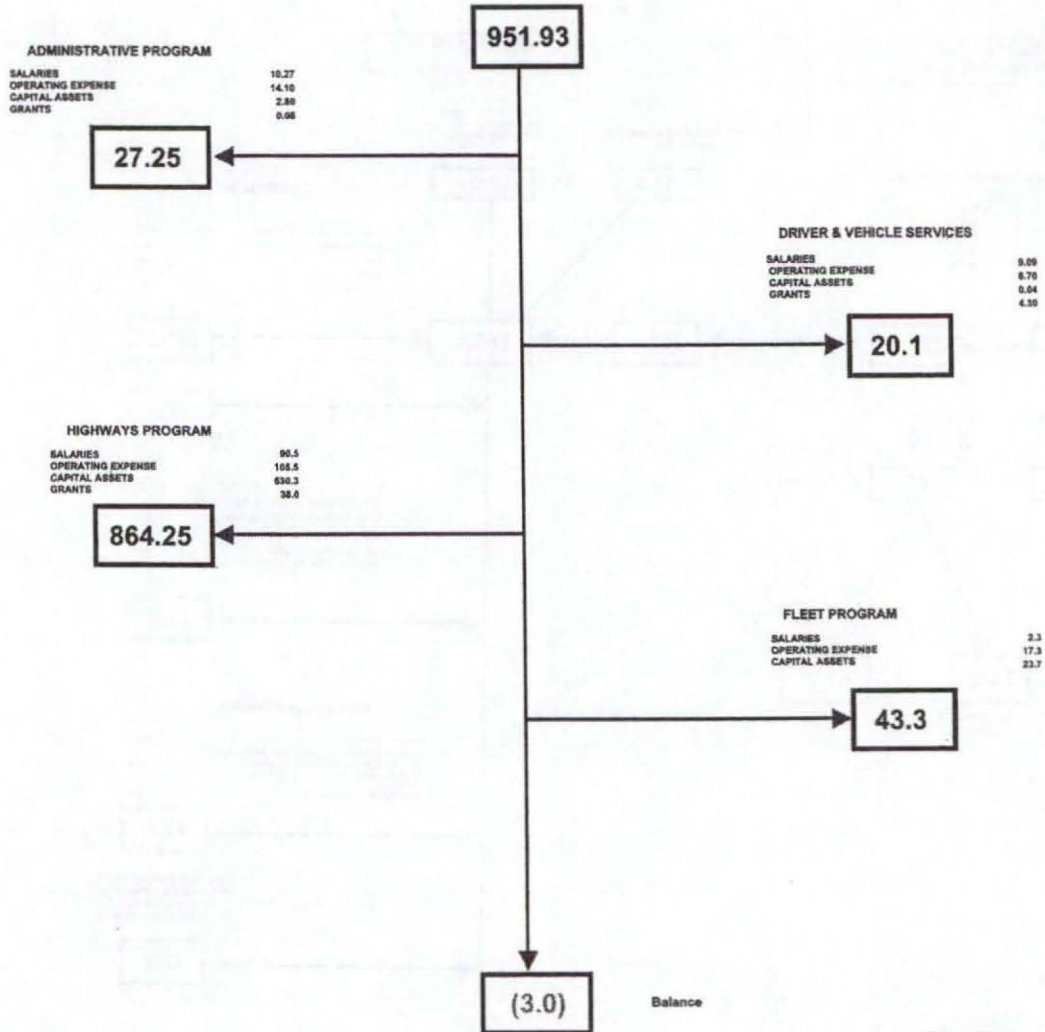 951.93
ADMINISTRATIVE PROGRAM
SALARIES 10.27
OPERATING EXPENSE 14.10
CAPITAL ASSETS 2.80
GRANTS
27.25
DRIVER & VEHICLE SERVICES
SALARIES 9.09
OPERATING EXPENSE 6.70
CAPITAL ASSETS 0.04
GRANTS 4.30
20.1
HIGHWAYS PROGRAM
SALARIES 90.5
OPERATING EXPENSE 105.5
CAPITAL ASSETS 630.3
GRANTS 38.0
864.25
FLEET PROGRAM
SALARIES 2.3
OPERATING EXPENSE 17.3
CAPITAL ASSETS 23.7
43.3
(3.0) Balance